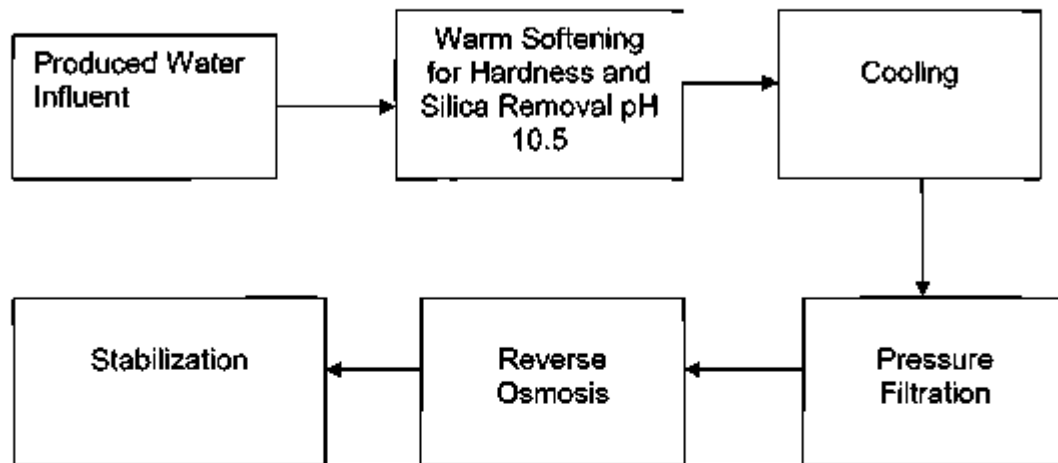 Produced Water
Influent
Warm Softening
for Hardness and
Silica Removal pH
10.5
Cooling
Pressure
Filtration
Reverse
Osmosis
Stabilization